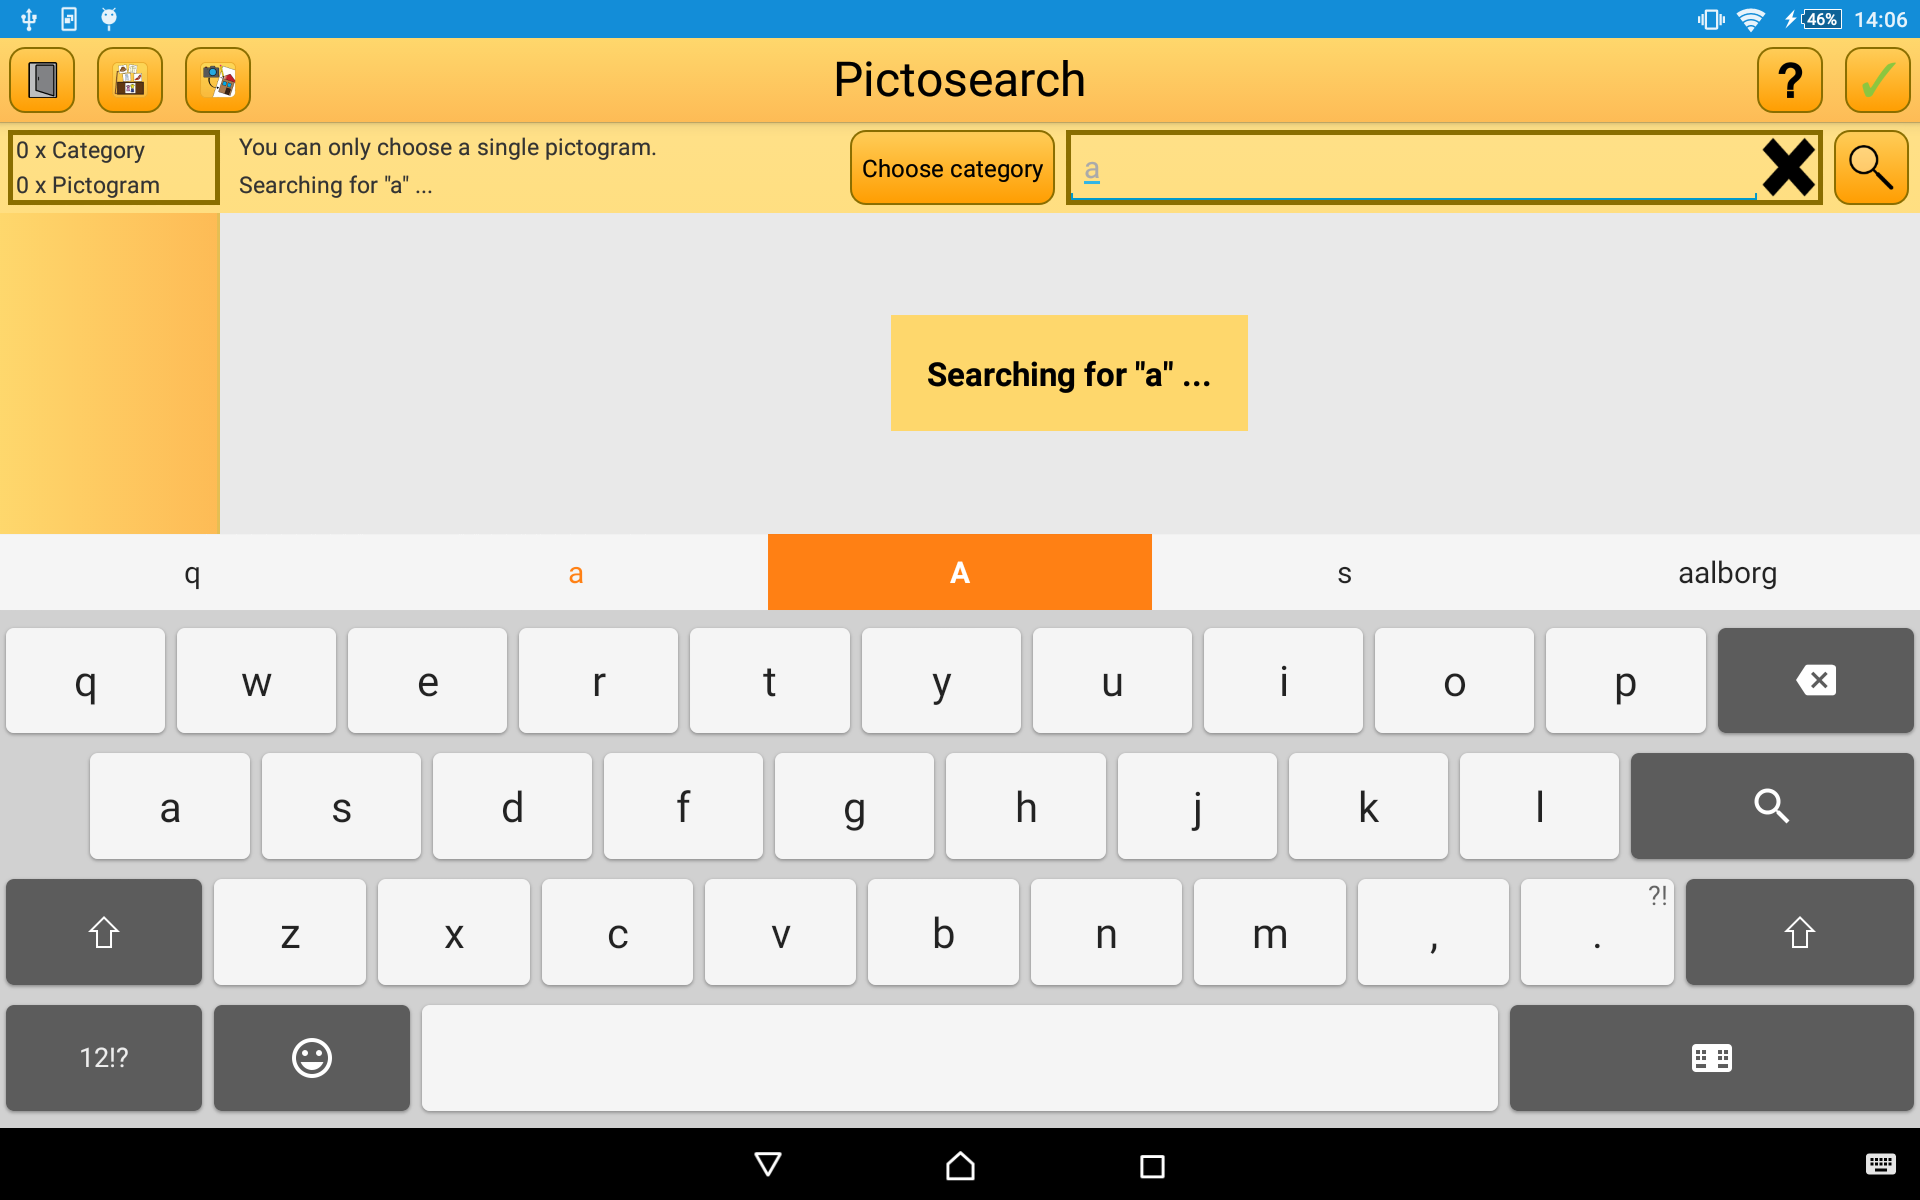 46% 14:06
Pictosearch
?
0 x Category
0 x Pictogram
You can only choose a single pictogram.
Searching for "a" ...
Choose category
a
Searching for "a" ...
q a A s aalborg
q w e r t y u i o p
a s d f g h j k l
z x c v b n m , . ?!
12!?